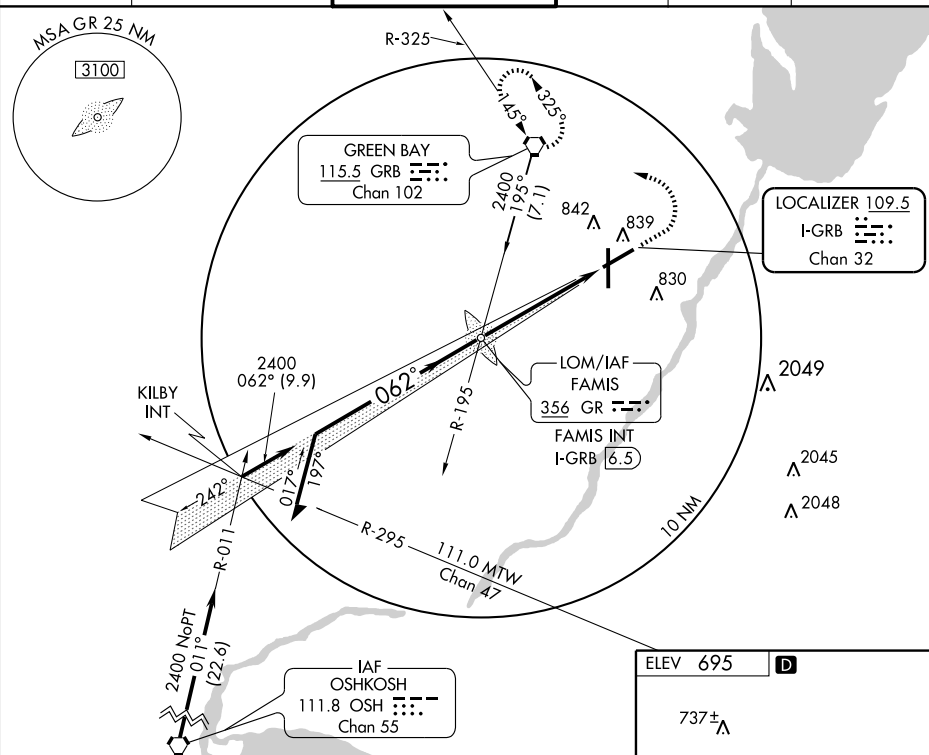 MSA GR 25 NM
3100
R-325
145°
325°
GREEN BAY
115.5 GRB
Chan 102
2400
195°
(7.1)
842
839
830
LOCALIZER 109.5
I-GRB
Chan 32
2400
062° (9.9)
062°
KILBY
INT
LOM/IAF
FAMIS
356 GR
FAMIS INT
I-GRB 6.5
R-195
2049
2045
2048
242°
017°
197°
R-011
R-295
111.0 MTW
Chan 47
10 NM
2400 NoPT
011°
(22.6)
IAF
OSHKOSH
111.8 OSH
Chan 55
ELEV 695 D
737±